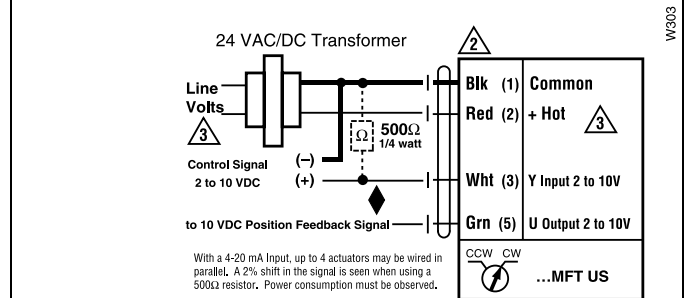 W303
24 VAC/DC Transformer
2
Line
Volts
3
Blk (1) Common
Red (2) + Hot
3
Ω
500Ω
1/4 watt
Control Signal
2 to 10 VDC
(–)
(+)
Wht (3) Y Input 2 to 10V
to 10 VDC Position Feedback Signal
Grn (5) U Output 2 to 10V
With a 4-20 mA Input, up to 4 actuators may be wired in
parallel. A 2% shift in the signal is seen when using a
500Ω resistor. Power consumption must be observed.
CCW CW
...MFT US